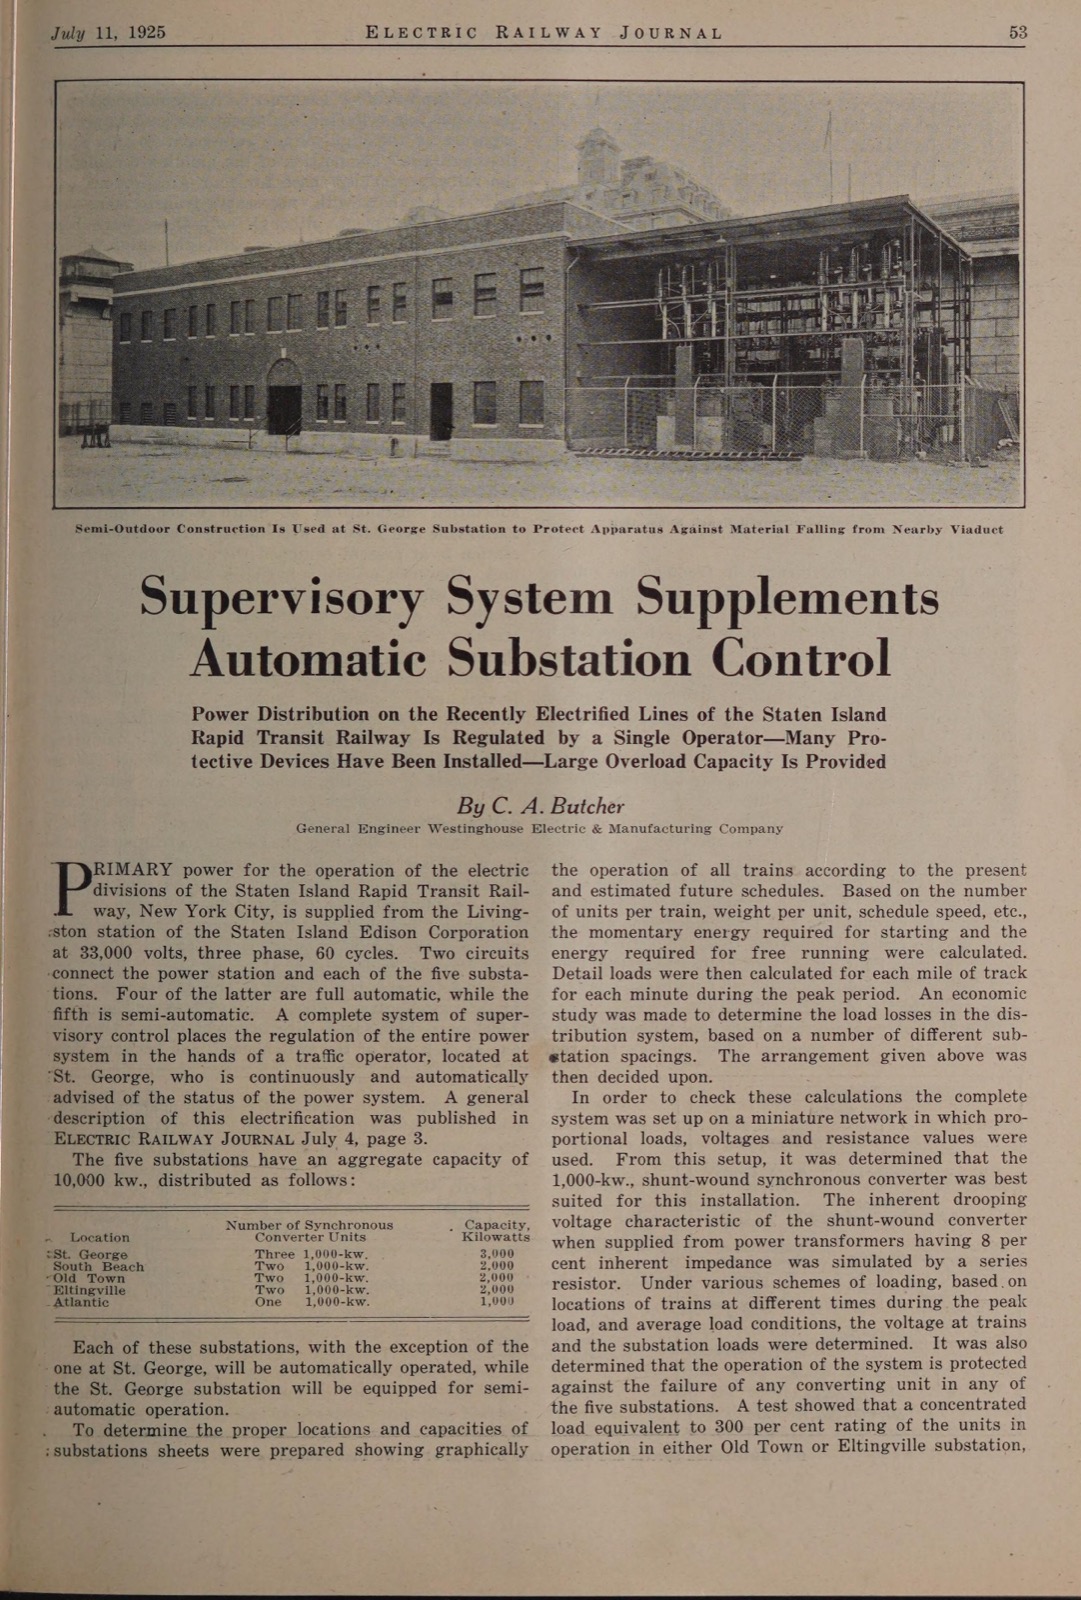 July 11, 1925
ELECTRIC RAILWAY JOURNAL
53
Semi-Outdoor Construction Is Used at St. George Substation to Protect Apparatus Against Material Falling from Nearby Viaduct
Supervisory System Supplements
Automatic Substation Control
Power Distribution on the Recently Electrified Lines of the Staten Island
Rapid Transit Railway Is Regulated by a Single Operator—Many Pro-
tective Devices Have Been Installed—Large Overload Capacity Is Provided
By C. A. Butcher
General Engineer Westinghouse Electric & Manufacturing Company
PRIMARY power for the operation of the electric
divisions of the Staten Island Rapid Transit Rail-
way, New York City, is supplied from the Living-
ston station of the Staten Island Edison Corporation
at 33,000 volts, three phase, 60 cycles. Two circuits
connect the power station and each of the five substa-
tions. Four of the latter are full automatic, while the
fifth is semi-automatic. A complete system of super-
visory control places the regulation of the entire power
system in the hands of a traffic operator, located at
St. George, who is continuously and automatically
advised of the status of the power system. A general
description of this electrification was published in
ELECTRIC RAILWAY JOURNAL July 4, page 3.
The five substations have an aggregate capacity of
10,000 kw., distributed as follows:
Number of Synchronous Capacity,
Location Converter Units Kilowatts
St. George Three 1,000-kw. 3,000
South Beach Two 1,000-kw. 2,000
Old Town Two 1,000-kw. 2,000
Eltingville Two 1,000-kw. 2,000
Atlantic One 1,000-kw. 1,000
Each of these substations, with the exception of the
one at St. George, will be automatically operated, while
the St. George substation will be equipped for semi-
automatic operation.
To determine the proper locations and capacities of
substations sheets were prepared showing graphically
the operation of all trains according to the present
and estimated future schedules. Based on the number
of units per train, weight per unit, schedule speed, etc.,
the momentary energy required for starting and the
energy required for free running were calculated.
Detail loads were then calculated for each mile of track
for each minute during the peak period. An economic
study was made to determine the load losses in the dis-
tribution system, based on a number of different sub-
station spacings. The arrangement given above was
then decided upon.
In order to check these calculations the complete
system was set up on a miniature network in which pro-
portional loads, voltages and resistance values were
used. From this setup, it was determined that the
1,000-kw., shunt-wound synchronous converter was best
suited for this installation. The inherent drooping
voltage characteristic of the shunt-wound converter
when supplied from power transformers having 8 per
cent inherent impedance was simulated by a series
resistor. Under various schemes of loading, based on
locations of trains at different times during the peak
load, and average load conditions, the voltage at trains
and the substation loads were determined. It was also
determined that the operation of the system is protected
against the failure of any converting unit in any of
the five substations. A test showed that a concentrated
load equivalent to 300 per cent rating of the units in
operation in either Old Town or Eltingville substation,